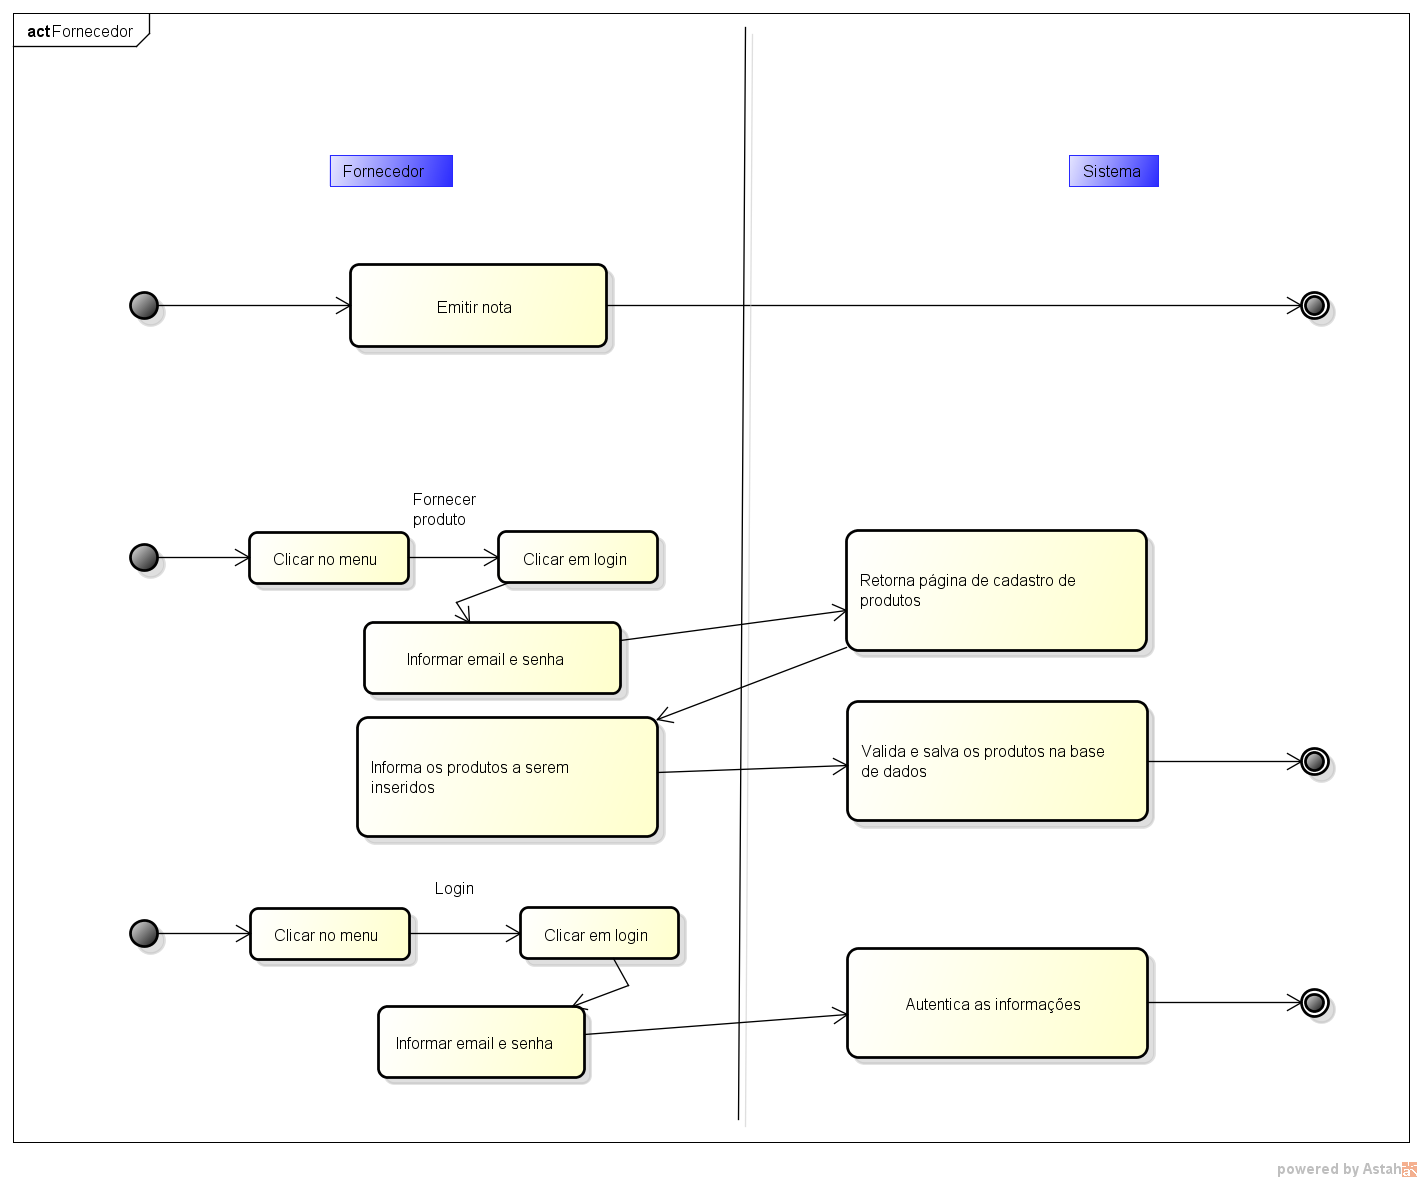 act Fornecedor
Fornecedor
Sistema
Emitir nota
Fornecer
produto
Clicar no menu
Clicar em login
Retorna página de cadastro de
produtos
Informar email e senha
Informa os produtos a serem
inseridos
Valida e salva os produtos na base
de dados
Login
Clicar no menu
Clicar em login
Autentica as informações
Informar email e senha
powered by Astah